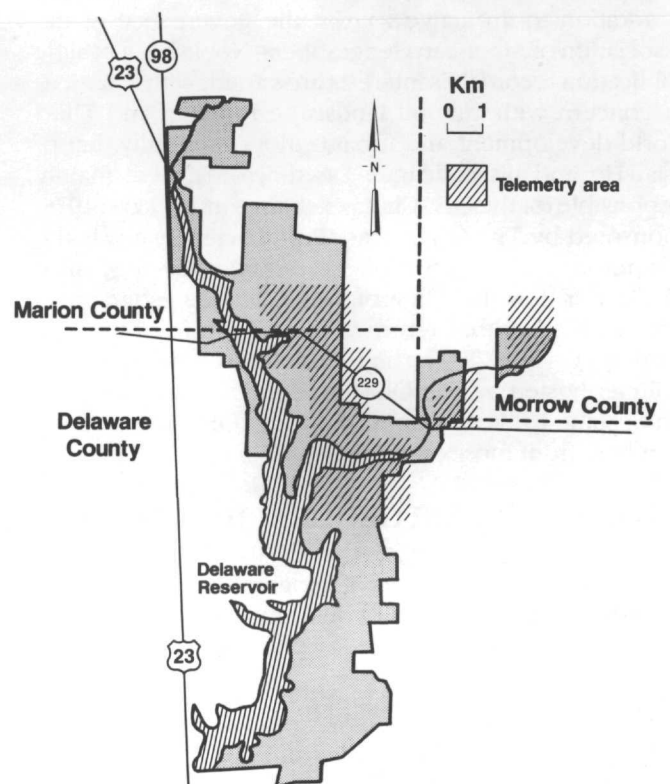 98
23
Km
0 1
N
Telemetry area
Marion County
229
Morrow County
Delaware
County
Delaware
Reservoir
23